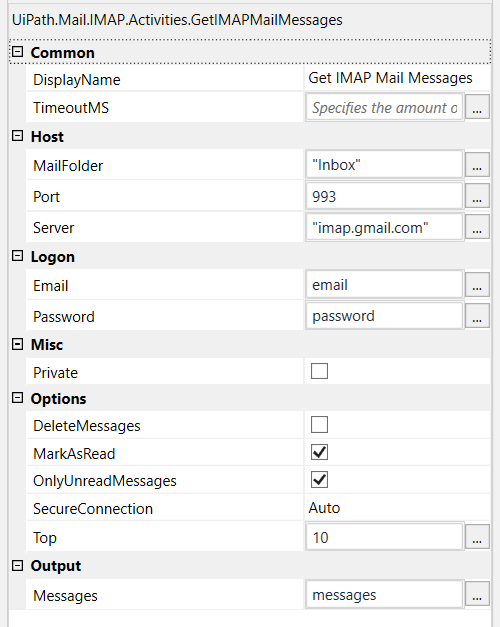 UiPath.Mail.IMAP.Activities.GetIMAPMailMessages
Common
DisplayName Get IMAP Mail Messages
TimeoutMS Specifies the amount o ...
Host
MailFolder "Inbox" ...
Port 993 ...
Server "imap.gmail.com" ...
Logon
Email email ...
Password password ...
Misc
Private
Options
DeleteMessages
MarkAsRead
OnlyUnreadMessages
SecureConnection Auto
Top 10 ...
Output
Messages messages ...